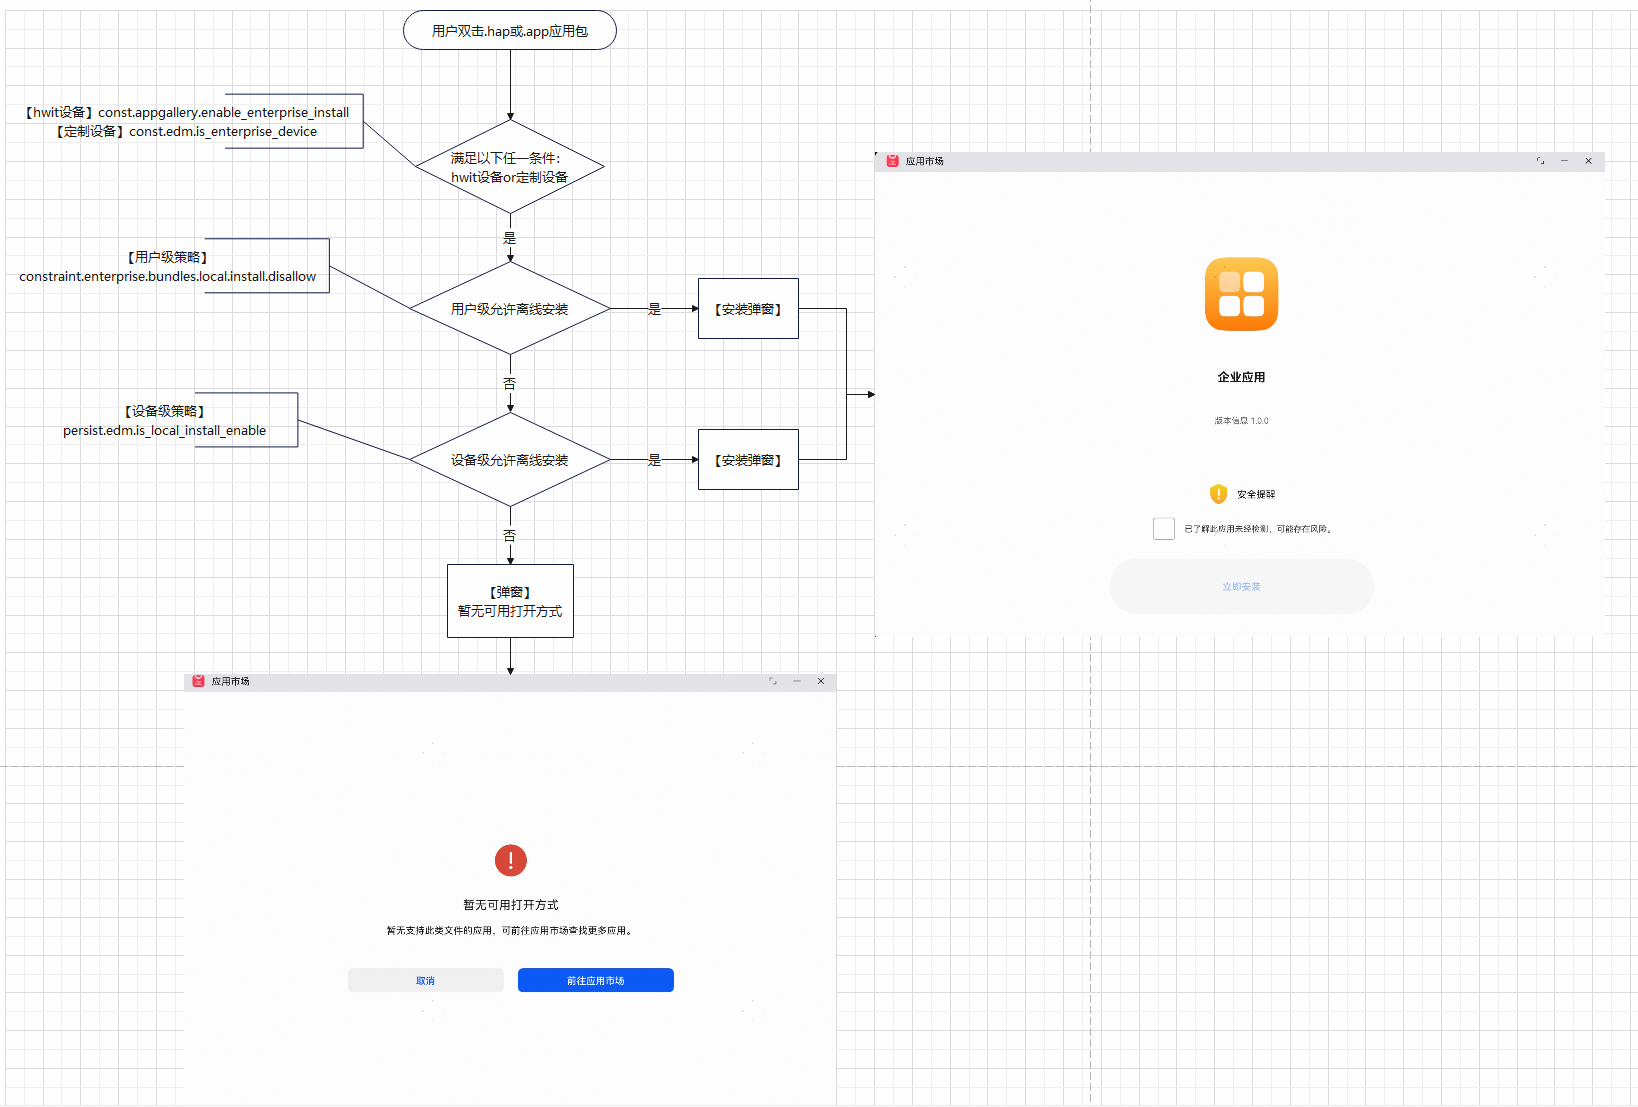 用户双击.hap或.app应用包
【hwit设备】const.appgallery.enable_enterprise_install
【定制设备】const.edm.is_enterprise_device
满足以下任一条件:
hwit设备or定制设备
是
【用户级策略】
constraint.enterprise.bundles.local.install.disallow
用户级允许离线安装
是
【安装弹窗】
否
【设备级策略】
persist.edm.is_local_install_enable
设备级允许离线安装
是
【安装弹窗】
否
【弹窗】
暂无可用打开方式
应用市场
企业应用
版本信息 1.0.0
安全提醒
已了解此应用未经检测，可能存在风险。
立即安装
应用市场
暂无可用打开方式
暂无支持此类文件的应用，可前往应用市场查找更多应用。
取消
前往应用市场